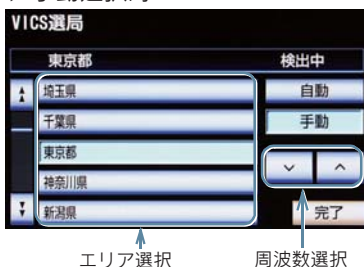 VICS選局
東京都 検出中
埼玉県 自動
千葉県 手動
東京都
神奈川県
新潟県 完了
エリア選択 周波数選択